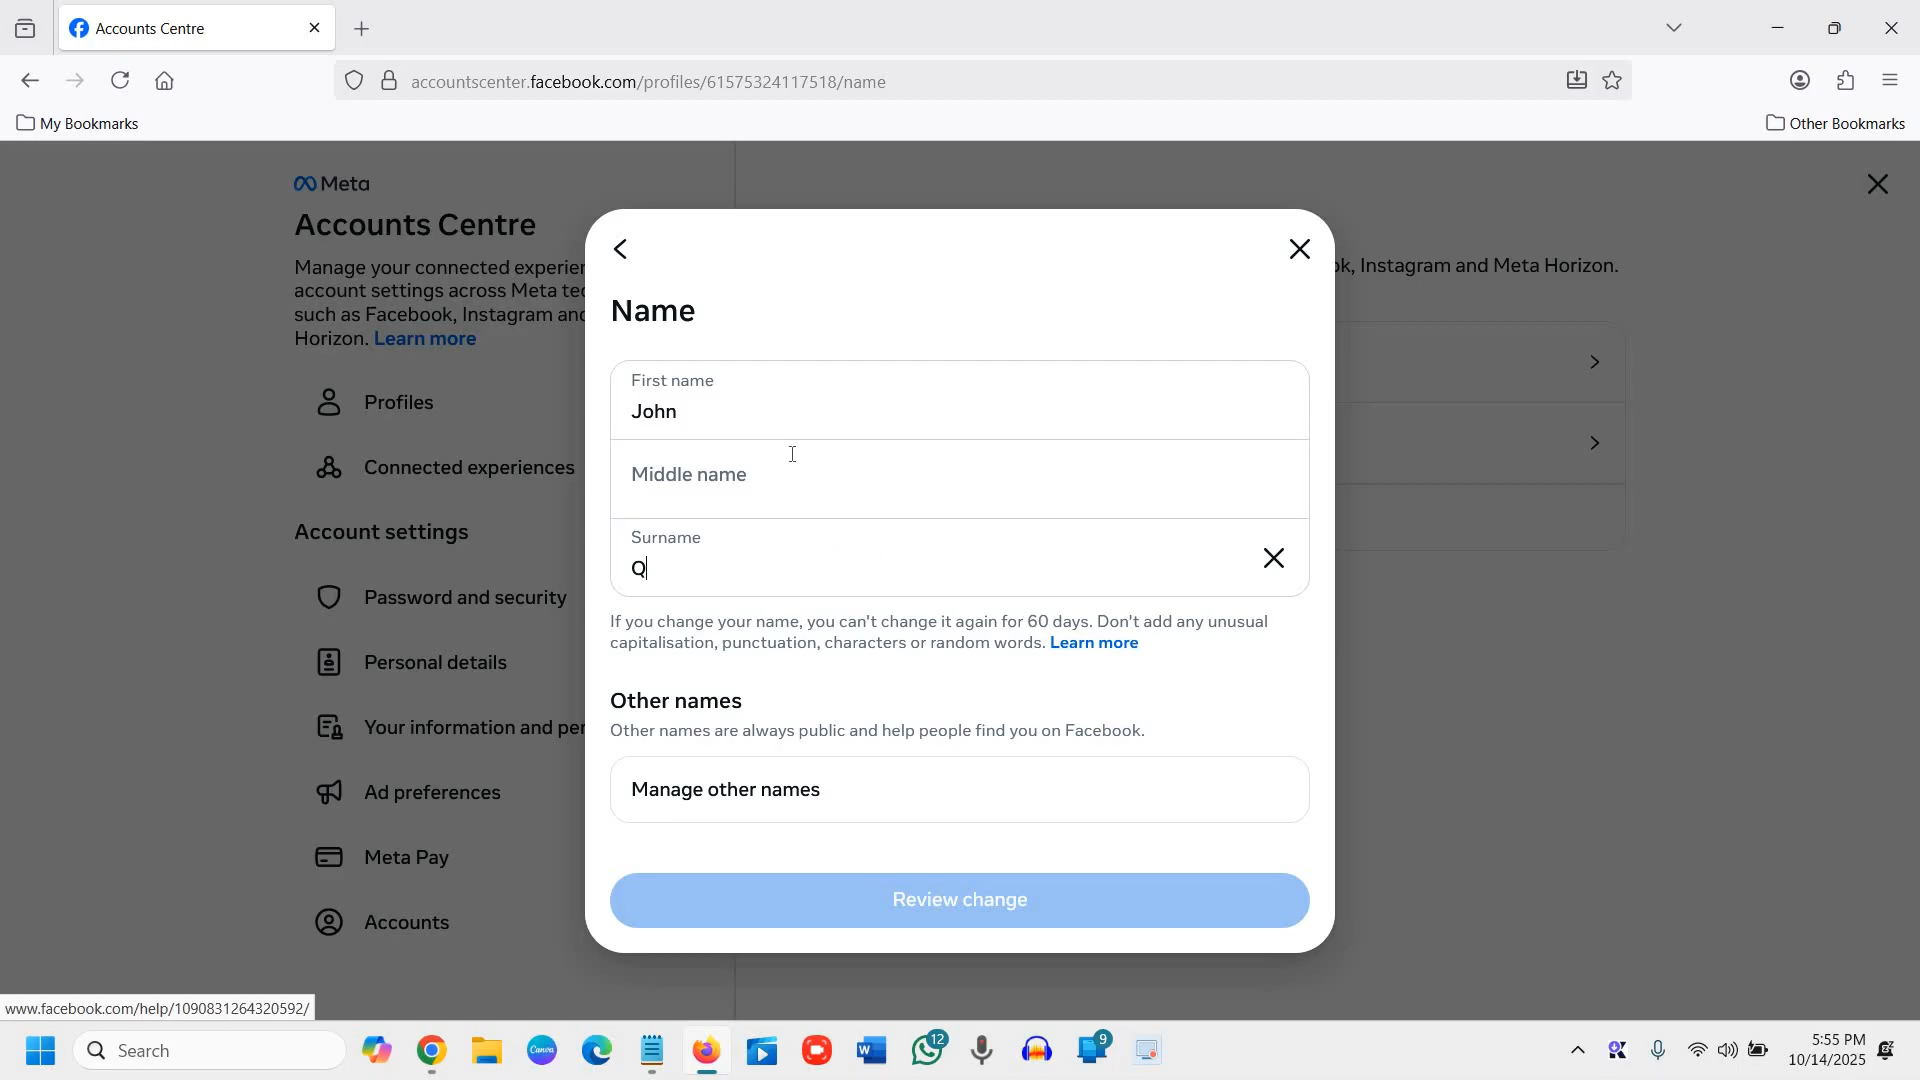 Accounts Centre
accountscenter.facebook.com/profiles/61575324117518/name
My Bookmarks
Other Bookmarks
Meta
Accounts Centre
Manage your connected experien
account settings across Meta tec
such as Facebook, Instagram and
Horizon. Learn more
Profiles
Connected experiences
Account settings
Password and security
Personal details
Your information and per
Ad preferences
Meta Pay
Accounts
ok, Instagram and Meta Horizon.
Name
First name
John
Middle name
Surname
Q
If you change your name, you can't change it again for 60 days. Don't add any unusual
capitalisation, punctuation, characters or random words. Learn more
Other names
Other names are always public and help people find you on Facebook.
Manage other names
Review change
www.facebook.com/help/1090831264320592/
Search
Canva
12
9
5:55 PM
10/14/2025